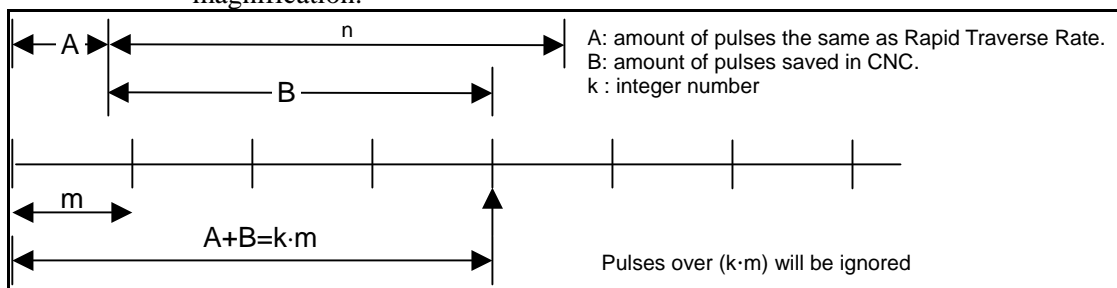 magnification.
A
n
A: amount of pulses the same as Rapid Traverse Rate.
B: amount of pulses saved in CNC.
k : integer number
B
m
A+B=k·m
Pulses over (k·m) will be ignored